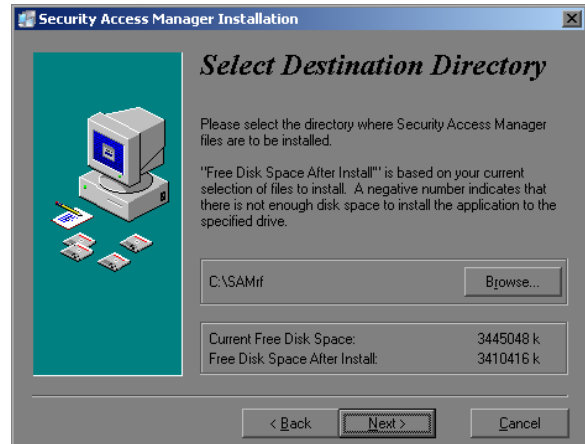 Security Access Manager Installation
Select Destination Directory
Please select the directory where Security Access Manager
files are to be installed.
"Free Disk Space After Install"' is based on your current
selection of files to install. A negative number indicates that
there is not enough disk space to install the application to the
specified drive.
C:\SAMrf
Browse...
Current Free Disk Space: 3445048 k
Free Disk Space After Install: 3410416 k
< Back Next > Cancel